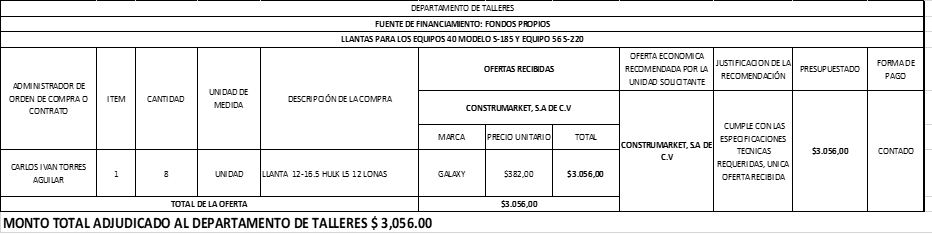 DEPARTAMENTO DE TALLERES
FUENTE DE FINANCIAMIENTO: FONDOS PROPIOS
LLANTAS PARA LOS EQUIPOS 40 MODELO S-185 Y EQUIPO 56 S-220
ADMINISTRADOR DE
ORDEN DE COMPRA O
CONTRATO
ITEM
CANTIDAD
UNIDAD DE
MEDIDA
DESCRIPCIÓN DE LA COMPRA
OFERTAS RECIBIDAS
CONSTRUMARKET, S.A DE C.V
MARCA
PRECIO UNITARIO
TOTAL
OFERTA ECONOMICA
RECOMENDADA POR LA
UNIDAD SOLICITANTE
JUSTIFICACION DE LA
RECOMENDACIÓN
PRESUPUESTADO
FORMA DE
PAGO
CARLOS IVAN TORRES
AGUILAR
1
8
UNIDAD
LLANTA 12-16.5 HULK L5 12 LONAS
GALAXY
$382,00
$3.056,00
CONSTRUMARKET, S.A DE
C.V
CUMPLE CON LAS
ESPECIFICACIONES
TECNICAS
REQUERIDAS, UNICA
OFERTA RECIBIDA
$3.056,00
CONTADO
TOTAL DE LA OFERTA
$3.056,00
MONTO TOTAL ADJUDICADO AL DEPARTAMENTO DE TALLERES $ 3,056.00